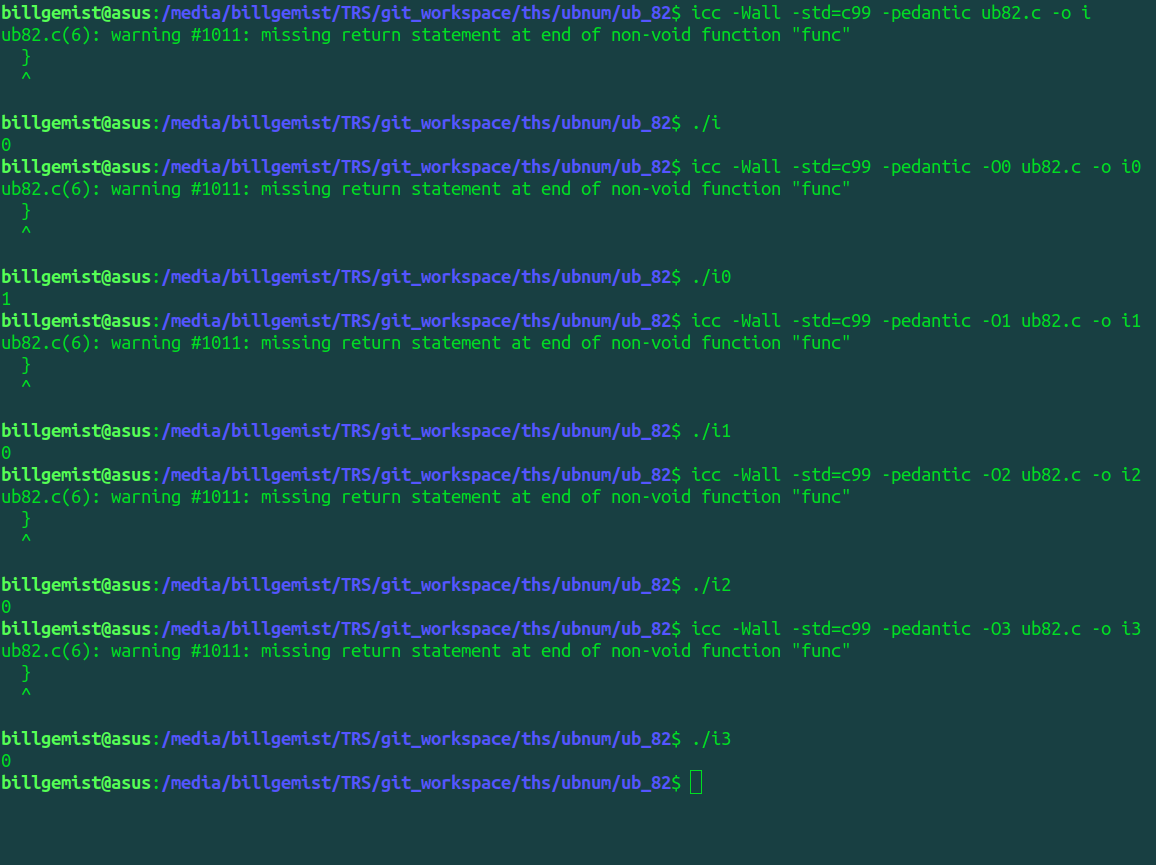 billgemist@asus:/media/billgemist/TRS/git_workspace/ths/ubnum/ub_82$ icc -Wall -std=c99 -pedantic ub82.c -o i
ub82.c(6): warning #1011: missing return statement at end of non-void function "func"
  }
  ^

billgemist@asus:/media/billgemist/TRS/git_workspace/ths/ubnum/ub_82$ ./i
0
billgemist@asus:/media/billgemist/TRS/git_workspace/ths/ubnum/ub_82$ icc -Wall -std=c99 -pedantic -O0 ub82.c -o i0
ub82.c(6): warning #1011: missing return statement at end of non-void function "func"
  }
  ^

billgemist@asus:/media/billgemist/TRS/git_workspace/ths/ubnum/ub_82$ ./i0
1
billgemist@asus:/media/billgemist/TRS/git_workspace/ths/ubnum/ub_82$ icc -Wall -std=c99 -pedantic -O1 ub82.c -o i1
ub82.c(6): warning #1011: missing return statement at end of non-void function "func"
  }
  ^

billgemist@asus:/media/billgemist/TRS/git_workspace/ths/ubnum/ub_82$ ./i1
0
billgemist@asus:/media/billgemist/TRS/git_workspace/ths/ubnum/ub_82$ icc -Wall -std=c99 -pedantic -O2 ub82.c -o i2
ub82.c(6): warning #1011: missing return statement at end of non-void function "func"
  }
  ^

billgemist@asus:/media/billgemist/TRS/git_workspace/ths/ubnum/ub_82$ ./i2
0
billgemist@asus:/media/billgemist/TRS/git_workspace/ths/ubnum/ub_82$ icc -Wall -std=c99 -pedantic -O3 ub82.c -o i3
ub82.c(6): warning #1011: missing return statement at end of non-void function "func"
  }
  ^

billgemist@asus:/media/billgemist/TRS/git_workspace/ths/ubnum/ub_82$ ./i3
0
billgemist@asus:/media/billgemist/TRS/git_workspace/ths/ubnum/ub_82$